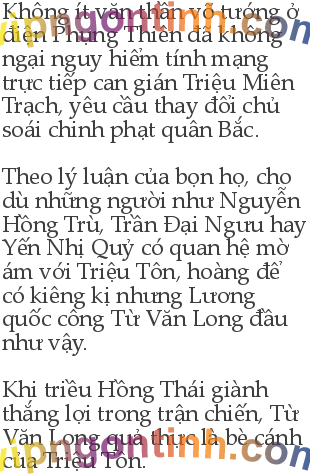 Không ít văn thần võ tướng ở
điện Phụng Thiên đã không
ngại nguy hiểm tính mạng
trực tiếp can gián Triệu Miên
Trạch, yêu cầu thay đổi chủ
soái chinh phạt quân Bắc.
Theo lý luận của bọn họ, cho
dù những người như Nguyễn
Hồng Trù, Trần Đại Ngưu hay
Yến Nhị Quỷ có quan hệ mờ
ám với Triệu Tôn, hoàng để
có kiêng kị nhưng Lương
quốc công Từ Văn Long đâu
như vậy.
Khi triều Hồng Thái giành
thắng lợi trong trận chiến, Từ
Văn Long quả thực là bè cánh
của Triệu Tôn.
vipngontinh.com
vipngontinh.com